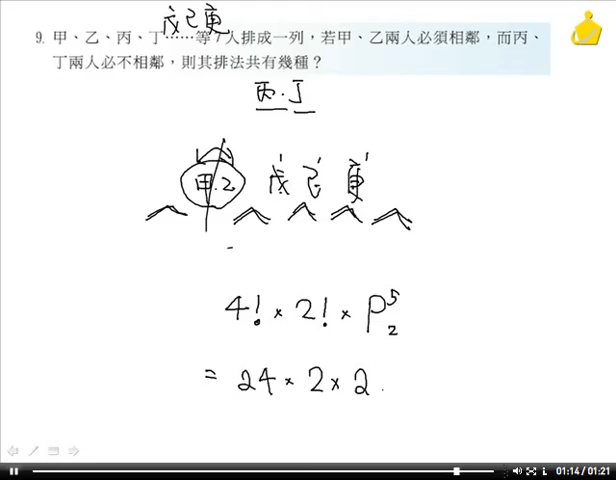 戊己庚
9. 甲、乙、丙、丁……等7人排成一列，若甲、乙兩人必須相鄰，而丙、
丁兩人必不相鄰，則其排法共有幾種？
丙.丁
甲.乙 戊 己 庚
4! × 2! × P⁵₂
= 24 × 2 × 2
01:14/01:21